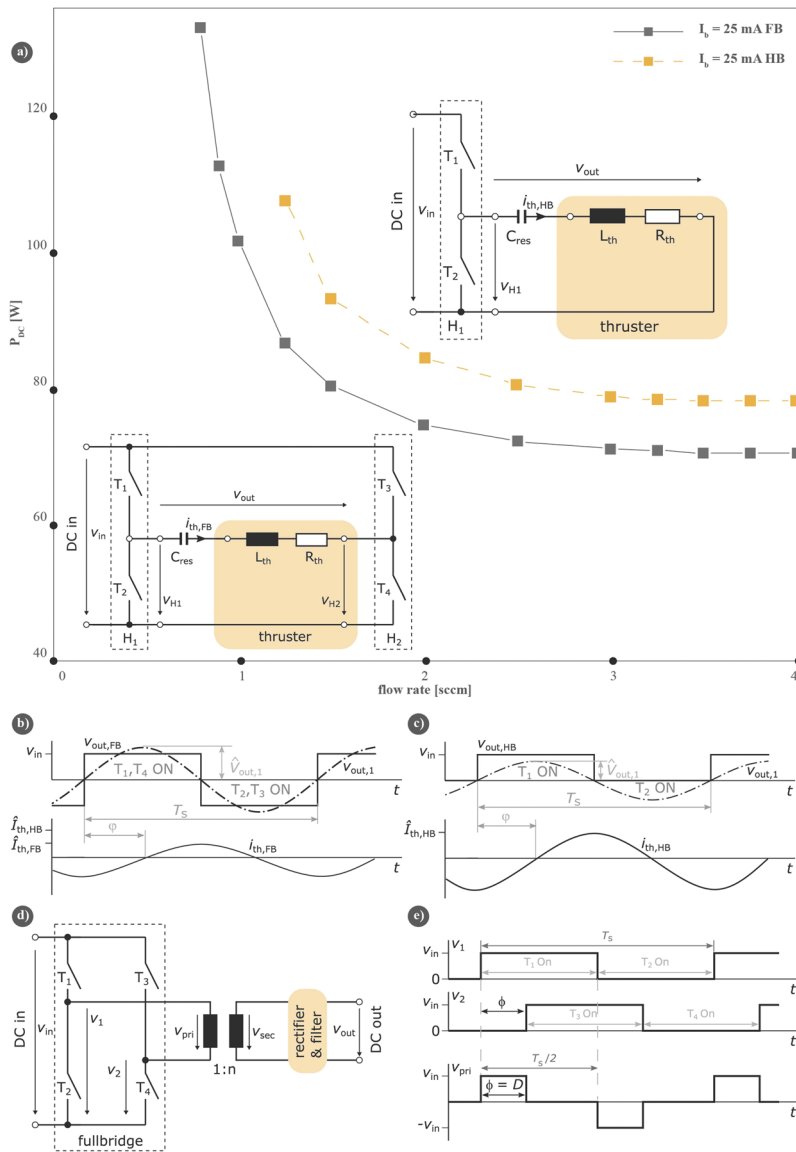 a)
I_b = 25 mA FB
I_b = 25 mA HB
P_DC [W]
120
100
80
60
40
0
1
2
3
4
flow rate [sccm]
DC in
v_in
T_1
T_2
H_1
v_H1
C_res
i_th,HB
v_out
L_th
R_th
thruster
DC in
v_in
T_1
T_2
H_1
v_H1
C_res
i_th,FB
v_out
L_th
R_th
v_H2
thruster
T_3
T_4
H_2
b)
v_in
v_out,FB
V̂_out,1
v_out,1
T_1,T_4 ON
T_2,T_3 ON
T_S
t
Î_th,HB
Î_th,FB
φ
i_th,FB
t
c)
v_in
v_out,HB
V̂_out,1
v_out,1
T_1 ON
T_2 ON
T_S
t
Î_th,HB
φ
i_th,HB
t
d)
DC in
v_in
T_1
T_3
v_1
v_2
T_2
T_4
fullbridge
v_pri
1:n
v_sec
rectifier
& filter
v_out
DC out
e)
v_in
v_1
T_S
T_1 On
T_2 On
0
t
v_in
v_2
ϕ
T_3 On
T_4 On
0
t
v_in
v_pri
T_S/2
ϕ = D
-v_in
t